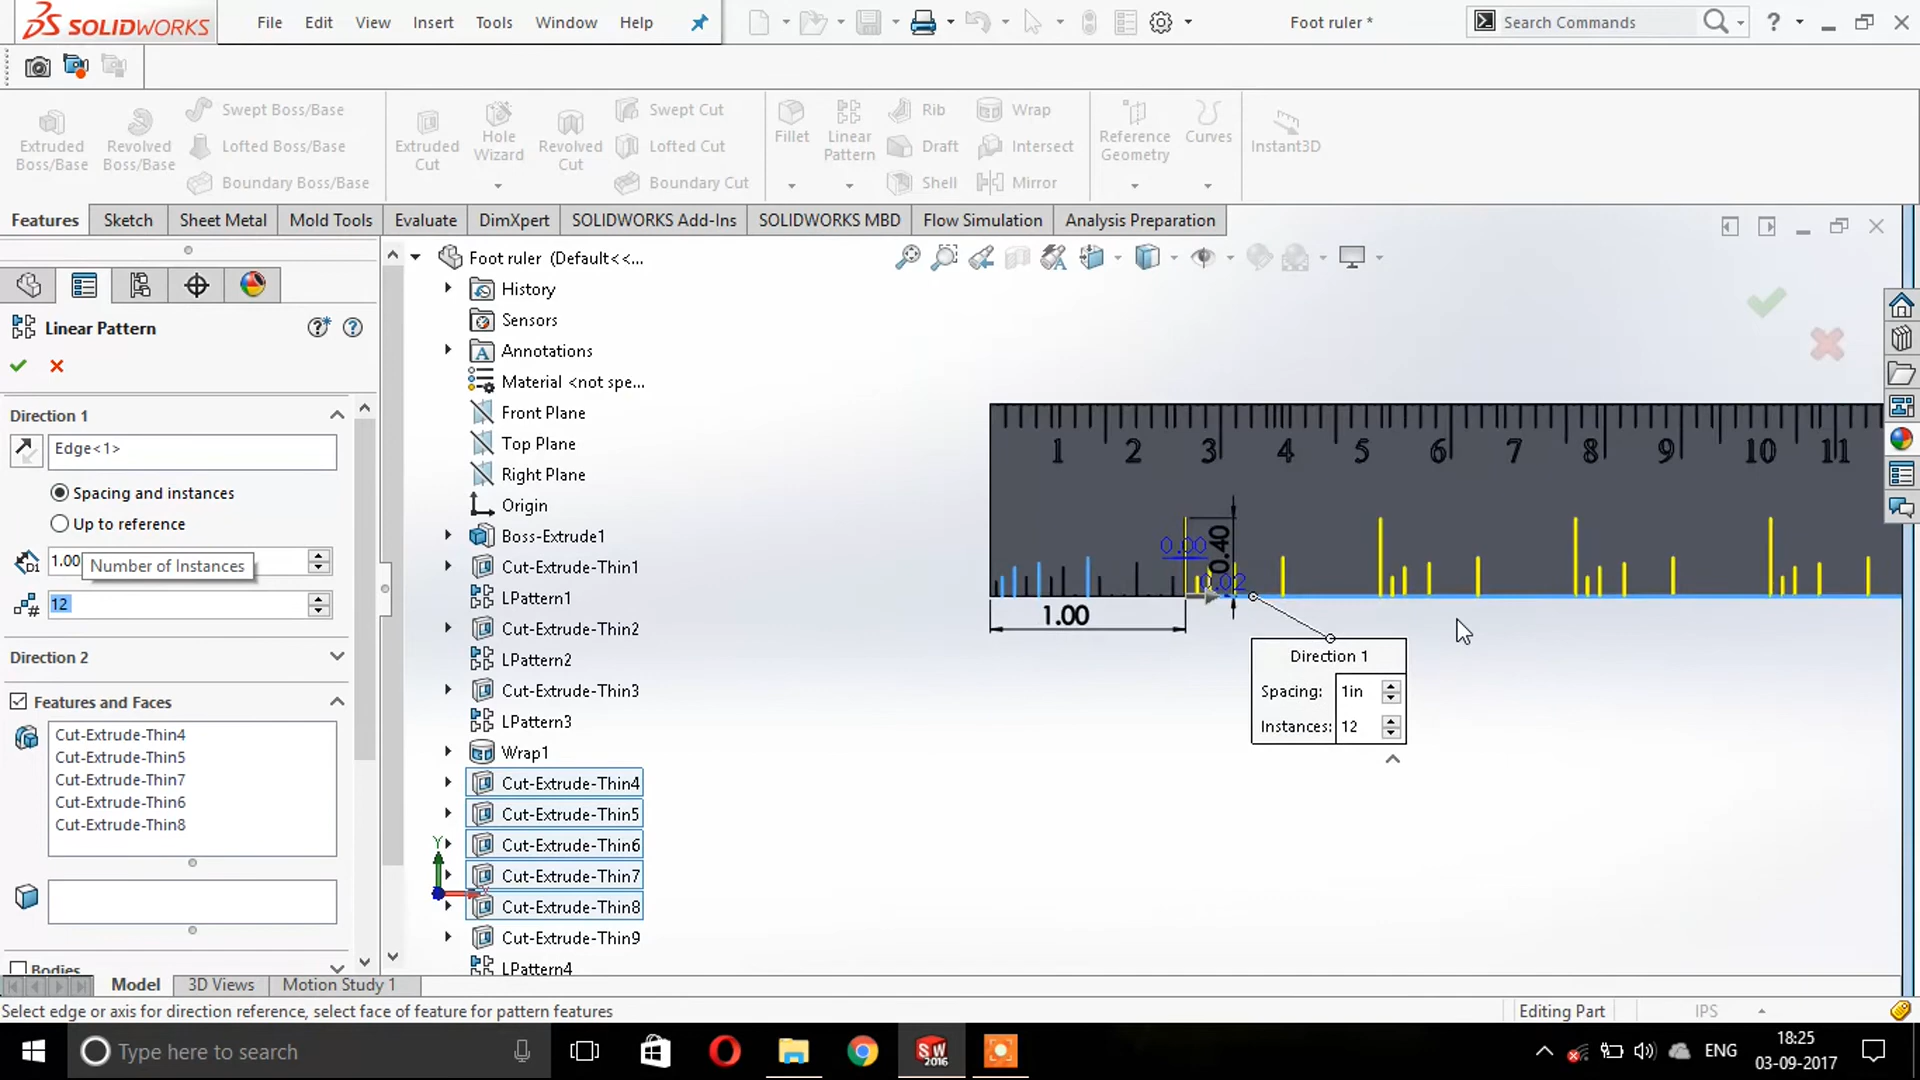 SOLIDWORKS
File
Edit
View
Insert
Tools
Window
Help
Foot ruler *
Search Commands
Extruded Boss/Base
Revolved Boss/Base
Swept Boss/Base
Lofted Boss/Base
Boundary Boss/Base
Extruded Cut
Hole Wizard
Revolved Cut
Swept Cut
Lofted Cut
Boundary Cut
Fillet
Linear Pattern
Rib
Draft
Shell
Wrap
Intersect
Mirror
Reference Geometry
Curves
Instant3D
Features
Sketch
Sheet Metal
Mold Tools
Evaluate
DimXpert
SOLIDWORKS Add-Ins
SOLIDWORKS MBD
Flow Simulation
Analysis Preparation
Linear Pattern
Direction 1
Edge<1>
Spacing and instances
Up to reference
1.00
Number of Instances
12
Direction 2
Features and Faces
Cut-Extrude-Thin4
Cut-Extrude-Thin5
Cut-Extrude-Thin7
Cut-Extrude-Thin6
Cut-Extrude-Thin8
Bodies
Foot ruler (Default<<...
History
Sensors
Annotations
Material <not spe...
Front Plane
Top Plane
Right Plane
Origin
Boss-Extrude1
Cut-Extrude-Thin1
LPattern1
Cut-Extrude-Thin2
LPattern2
Cut-Extrude-Thin3
LPattern3
Wrap1
Cut-Extrude-Thin4
Cut-Extrude-Thin5
Cut-Extrude-Thin6
Cut-Extrude-Thin7
Cut-Extrude-Thin8
Cut-Extrude-Thin9
LPattern4
Y
1 2 3 4 5 6 7 8 9 10 11
0.00
0.40
0.02
1.00
Direction 1
Spacing: 1in
Instances: 12
Model
3D Views
Motion Study 1
Select edge or axis for direction reference, select face of feature for pattern features
Editing Part
IPS
Type here to search
SW 2016
ENG
18:25
03-09-2017